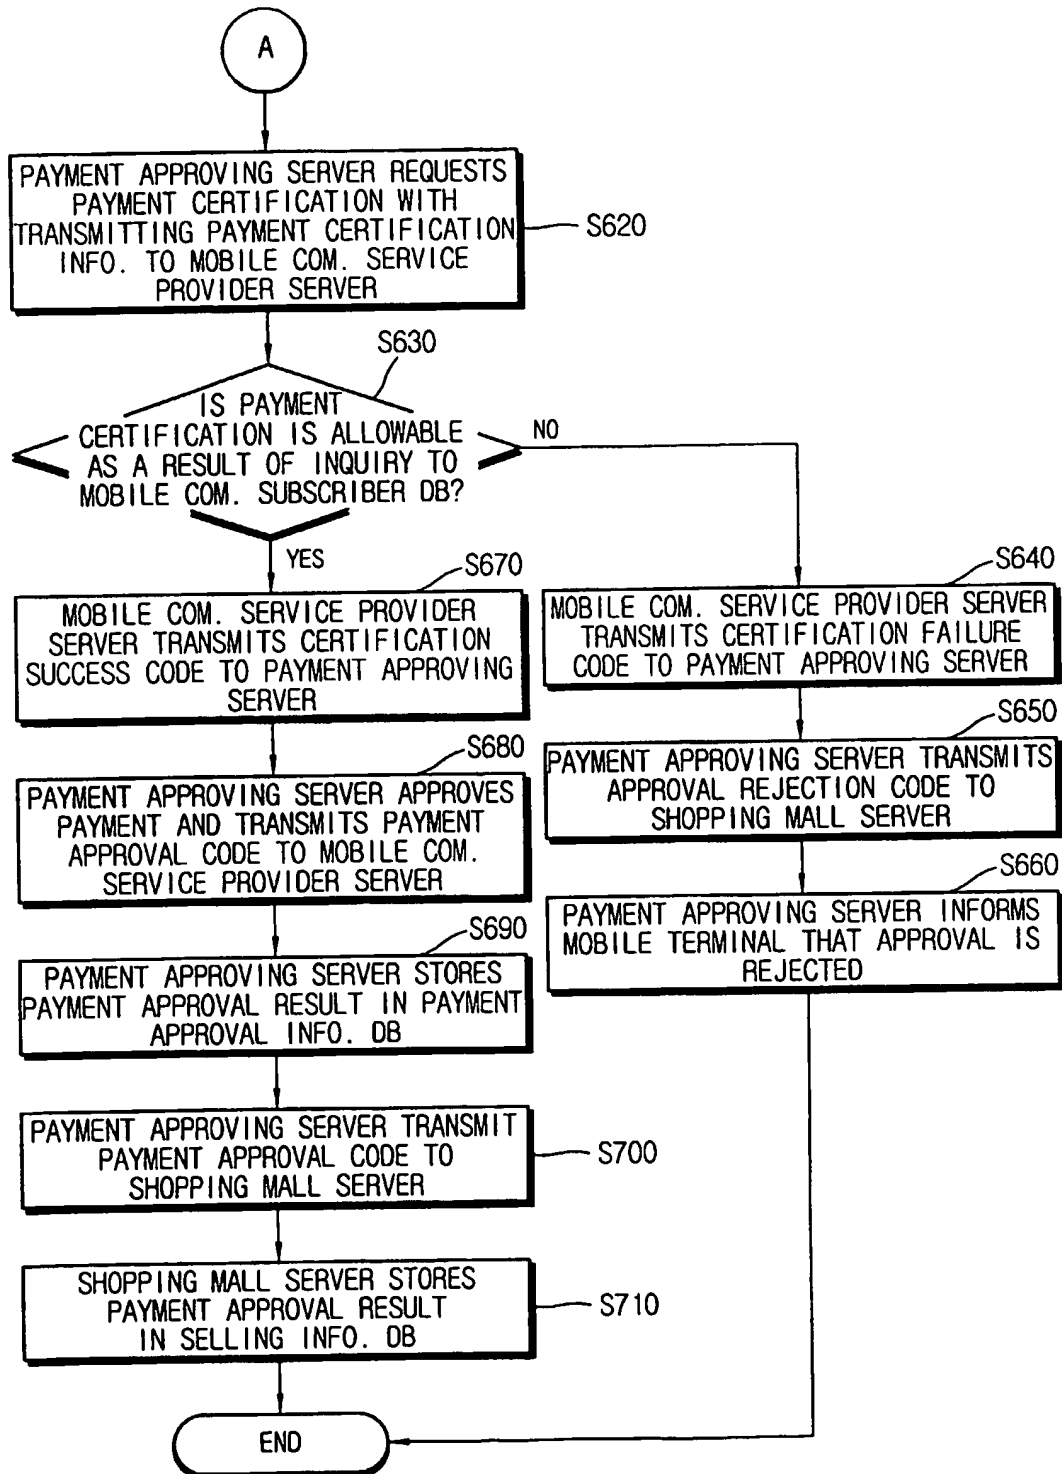 A
PAYMENT APPROVING SERVER REQUESTS
PAYMENT CERTIFICATION WITH
TRANSMITTING PAYMENT CERTIFICATION
INFO. TO MOBILE COM. SERVICE
PROVIDER SERVER
S620
S630
IS PAYMENT
CERTIFICATION IS ALLOWABLE
AS A RESULT OF INQUIRY TO
MOBILE COM. SUBSCRIBER DB?
NO
YES
S670
MOBILE COM. SERVICE PROVIDER
SERVER TRANSMITS CERTIFICATION
SUCCESS CODE TO PAYMENT APPROVING
SERVER
S640
MOBILE COM. SERVICE PROVIDER SERVER
TRANSMITS CERTIFICATION FAILURE
CODE TO PAYMENT APPROVING SERVER
S650
PAYMENT APPROVING SERVER TRANSMITS
APPROVAL REJECTION CODE TO
SHOPPING MALL SERVER
S680
PAYMENT APPROVING SERVER APPROVES
PAYMENT AND TRANSMITS PAYMENT
APPROVAL CODE TO MOBILE COM.
SERVICE PROVIDER SERVER
S660
PAYMENT APPROVING SERVER INFORMS
MOBILE TERMINAL THAT APPROVAL IS
REJECTED
S690
PAYMENT APPROVING SERVER STORES
PAYMENT APPROVAL RESULT IN PAYMENT
APPROVAL INFO. DB
PAYMENT APPROVING SERVER TRANSMIT
PAYMENT APPROVAL CODE TO
SHOPPING MALL SERVER
S700
SHOPPING MALL SERVER STORES
PAYMENT APPROVAL RESULT
IN SELLING INFO. DB
S710
END